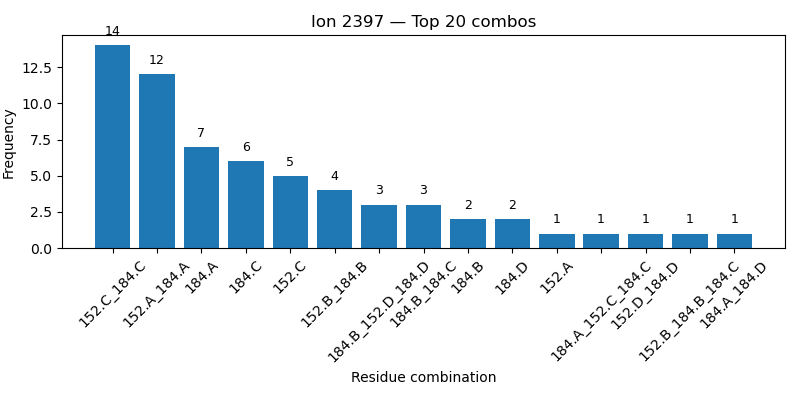 Ion 2397 — Top 20 combos
Frequency
12.5
10.0
7.5
5.0
2.5
0.0
14
12
7
6
5
4
3
3
2
2
1
1
1
1
1
152.C_184.C
152.A_184.A
184.A
184.C
152.C
152.B_184.B
184.B_152.D_184.D
184.B_184.C
184.B
184.D
152.A
184.A_152.C_184.C
152.D_184.D
152.B_184.B_184.C
184.A_184.D
Residue combination